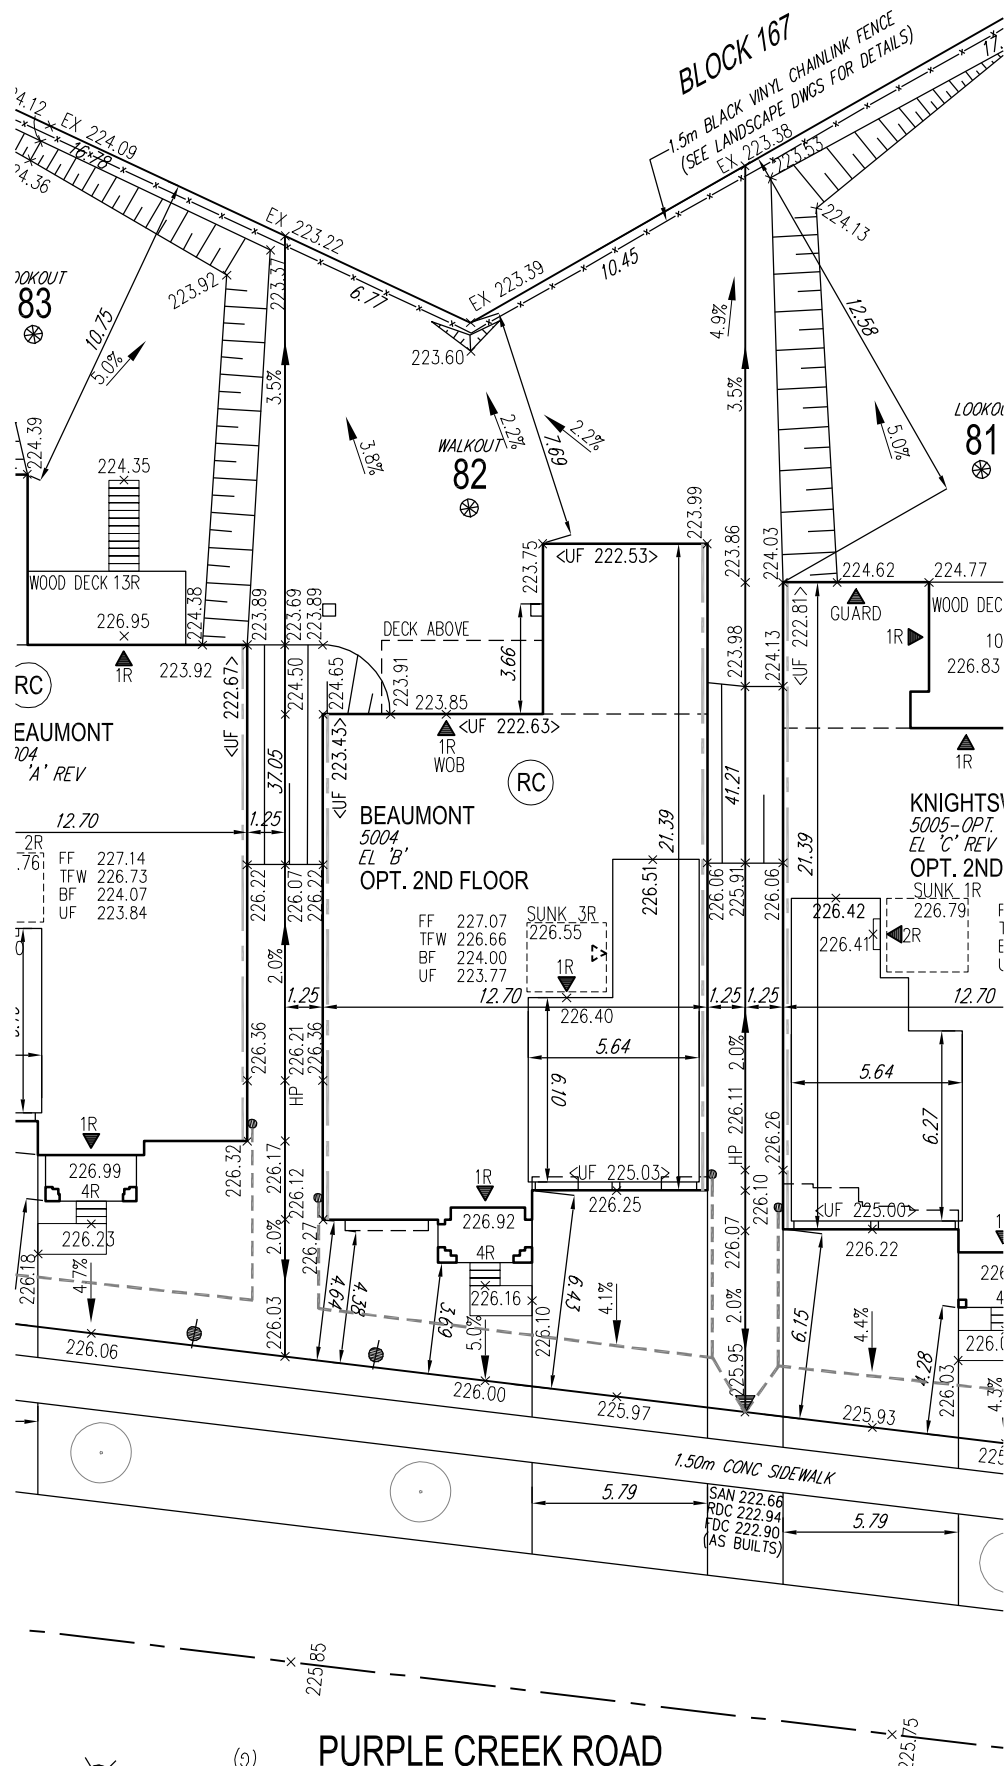 BLOCK 167
1.5m BLACK VINYL CHAINLINK FENCE
(SEE LANDSCAPE DWGS FOR DETAILS)
EX 224.09
16.78
EX 223.38
223.53
224.13
EX 223.22
223.92
EX 223.39
10.45
6.77
223.60
83
10.75
5.0%
3.5%
4.9%
3.5%
12.58
224.39
224.35
3.8%
2.2%
2.2%
7.69
WALKOUT
82
5.0%
81
WOOD DECK 13R
226.95
1R
224.38
223.92
223.89
223.69
223.89
DECK ABOVE
3.66
223.75
<UF 222.53>
223.99
223.86
224.03
224.62
224.77
GUARD
1R
226.83
1R
RC
<UF 222.67>
224.50
224.65
223.91
223.85
<UF 222.63>
1R
WOB
<UF 223.43>
223.98
224.13
<UF 222.81>
'A' REV
12.70
1.25
37.05
RC
BEAUMONT
5004
EL 'B'
OPT. 2ND FLOOR
21.39
41.21
21.39
5005-OPT.
EL 'C' REV
OPT. 2ND
2R
FF 227.14
TFW 226.73
BF 224.07
UF 223.84
226.22
226.07
226.22
FF 227.07
TFW 226.66
BF 224.00
UF 223.77
SUNK 3R
226.55
226.51
226.06
225.91
226.06
SUNK 1R
226.79
226.42
226.41
2R
2.0%
1R
226.40
1.25
12.70
1.25
1.25
12.70
226.36
226.21
226.36
HP
5.64
6.10
2.0%
226.11
HP
226.26
5.64
6.27
1R
226.99
4R
226.23
226.18
4.7%
226.32
226.17
226.12
226.27
2.0%
226.03
1R
226.92
4R
226.16
<UF 225.03>
226.25
226.10
226.10
226.07
2.0%
225.95
<UF 225.00>
226.22
4.64
4.38
3.69
5.0%
6.43
4.1%
6.15
4.4%
4.28
226.03
226.06
226.00
225.97
225.93
1.50m CONC SIDEWALK
5.79
SAN 222.66
RDC 222.94
FDC 222.90
(AS BUILTS)
5.79
225.85
225.75
PURPLE CREEK ROAD